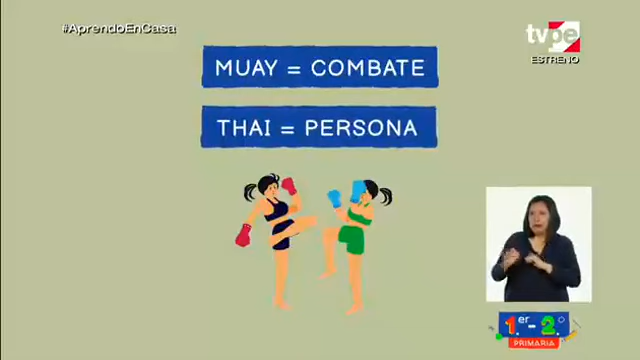 #AprendoEnCasa
tvpe
ESTRENO
MUAY = COMBATE
THAI = PERSONA
1.er - 2.°
PRIMARIA